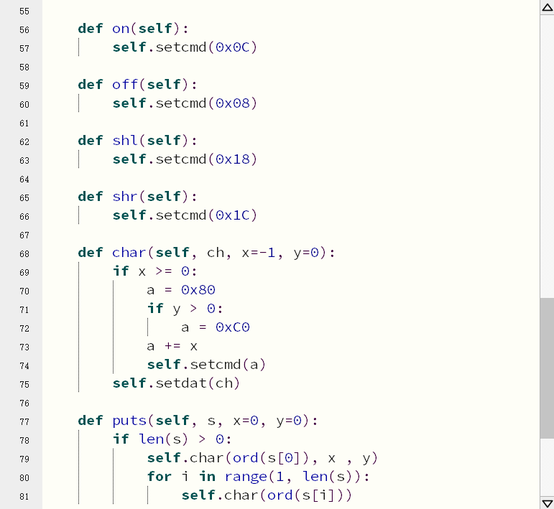 55
56 def on(self):
57 self.setcmd(0x0C)
58
59 def off(self):
60 self.setcmd(0x08)
61
62 def shl(self):
63 self.setcmd(0x18)
64
65 def shr(self):
66 self.setcmd(0x1C)
67
68 def char(self, ch, x=-1, y=0):
69 if x >= 0:
70 a = 0x80
71 if y > 0:
72 a = 0xC0
73 a += x
74 self.setcmd(a)
75 self.setdat(ch)
76
77 def puts(self, s, x=0, y=0):
78 if len(s) > 0:
79 self.char(ord(s[0]), x , y)
80 for i in range(1, len(s)):
81 self.char(ord(s[i]))